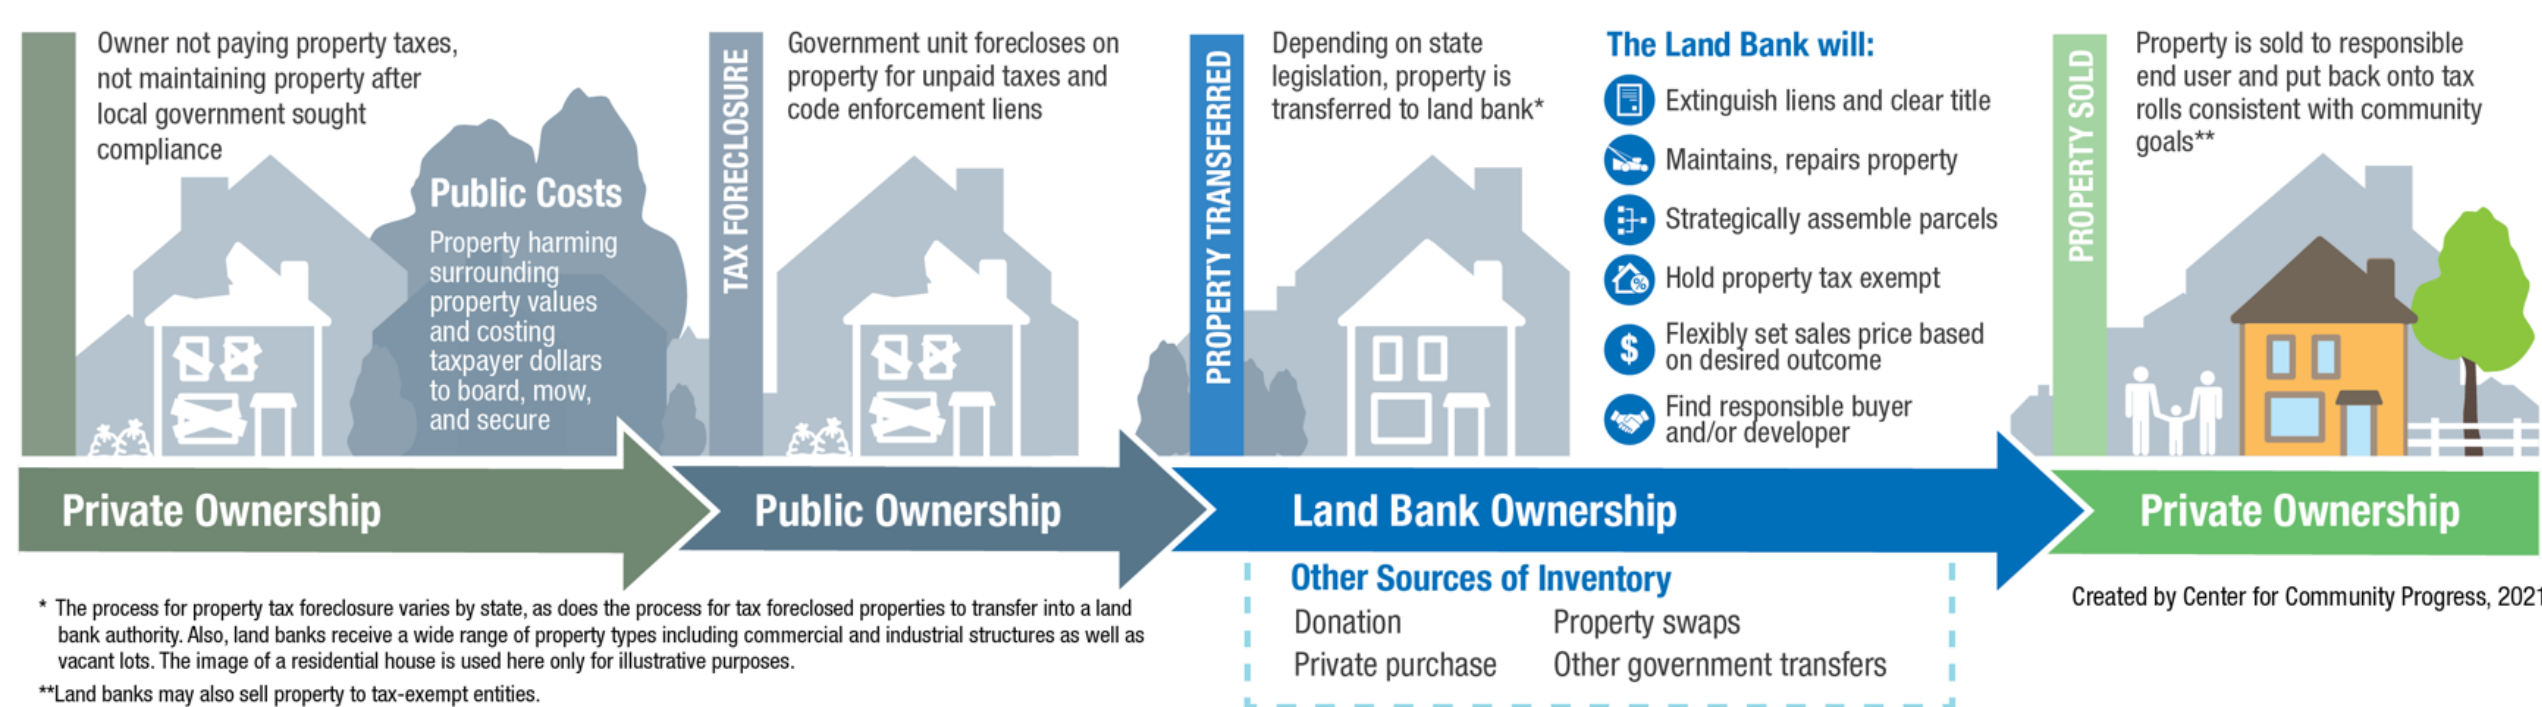 Owner not paying property taxes,
not maintaining property after
local government sought
compliance
Public Costs
Property harming
surrounding
property values
and costing
taxpayer dollars
to board, mow,
and secure
TAX FORECLOSURE
Government unit forecloses on
property for unpaid taxes and
code enforcement liens
PROPERTY TRANSFERRED
Depending on state
legislation, property is
transferred to land bank*
The Land Bank will:
Extinguish liens and clear title
Maintains, repairs property
Strategically assemble parcels
Hold property tax exempt
%
$
Flexibly set sales price based
on desired outcome
Find responsible buyer
and/or developer
PROPERTY SOLD
Property is sold to responsible
end user and put back onto tax
rolls consistent with community
goals**
Private Ownership
Public Ownership
Land Bank Ownership
Private Ownership
Other Sources of Inventory
Donation
Property swaps
Private purchase
Other government transfers
* The process for property tax foreclosure varies by state, as does the process for tax foreclosed properties to transfer into a land
bank authority. Also, land banks receive a wide range of property types including commercial and industrial structures as well as
vacant lots. The image of a residential house is used here only for illustrative purposes.
**Land banks may also sell property to tax-exempt entities.
Created by Center for Community Progress, 2021